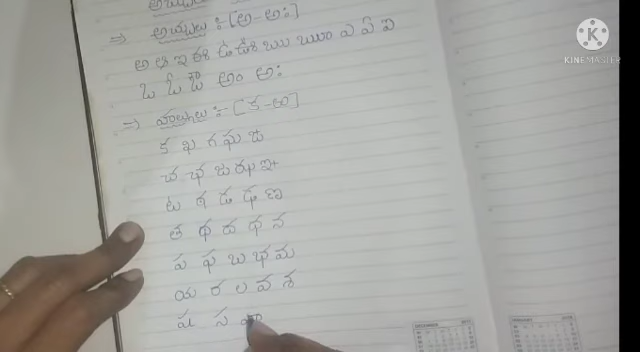 => అచ్చులు :- [అ-అః]
అ ఆ ఇ ఈ ఉ ఊ ఋ ౠ ఎ ఏ ఐ
ఒ ఓ ఔ అం అః
=> హల్లులు :- [క-ఱ]
క ఖ గ ఘ ఙ
చ ఛ జ ఝ ఞ
ట ఠ డ ఢ ణ
త థ ద ధ న
ప ఫ బ భ మ
య ర ల వ శ
ష స హ
KINEMASTER